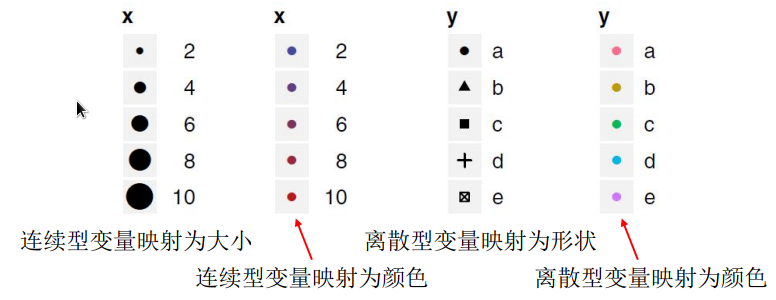 x x y y
2 2 a a
4 4 b b
6 6 c c
8 8 d d
10 10 e e
连续型变量映射为大小 离散型变量映射为形状
连续型变量映射为颜色 离散型变量映射为颜色